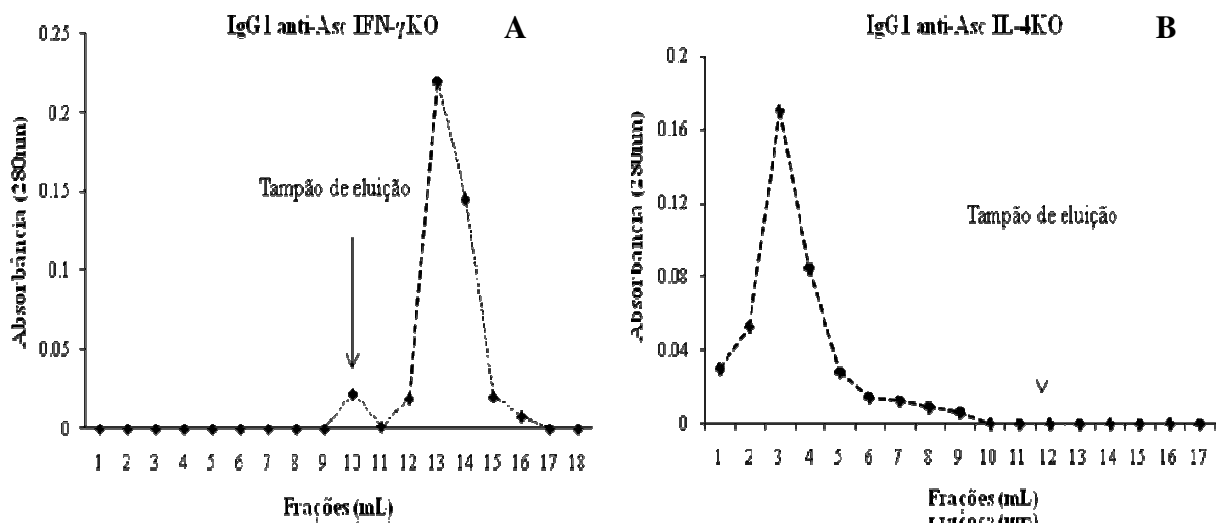 IgG1 anti-Asc IFN-γKO
A
Absorbância (280nm)
0.25
0.2
0.15
0.1
0.05
0
Tampão de eluição
1 2 3 4 5 6 7 8 9 10 11 12 13 14 15 16 17 18
Frações (mL)
IgG1 anti-Asc IL-4KO
B
Absorbância (280nm)
0.2
0.16
0.12
0.08
0.04
0
Tampão de eluição
1 2 3 4 5 6 7 8 9 10 11 12 13 14 15 16 17
Frações (mL)